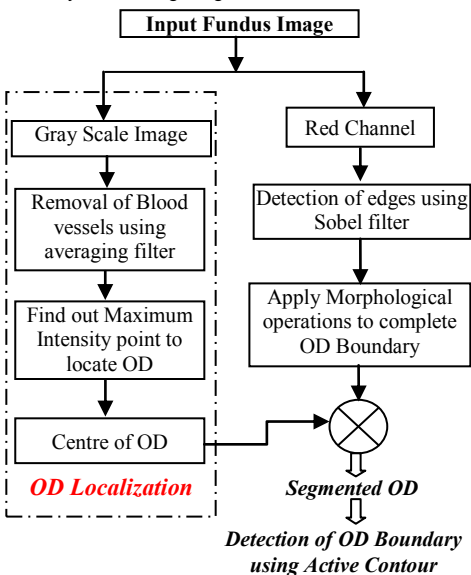 Input Fundus Image
Gray Scale Image
Removal of Blood
vessels using
averaging filter
Find out Maximum
Intensity point to
locate OD
Centre of OD
OD Localization
Red Channel
Detection of edges using
Sobel filter
Apply Morphological
operations to complete
OD Boundary
Segmented OD
Detection of OD Boundary
using Active Contour